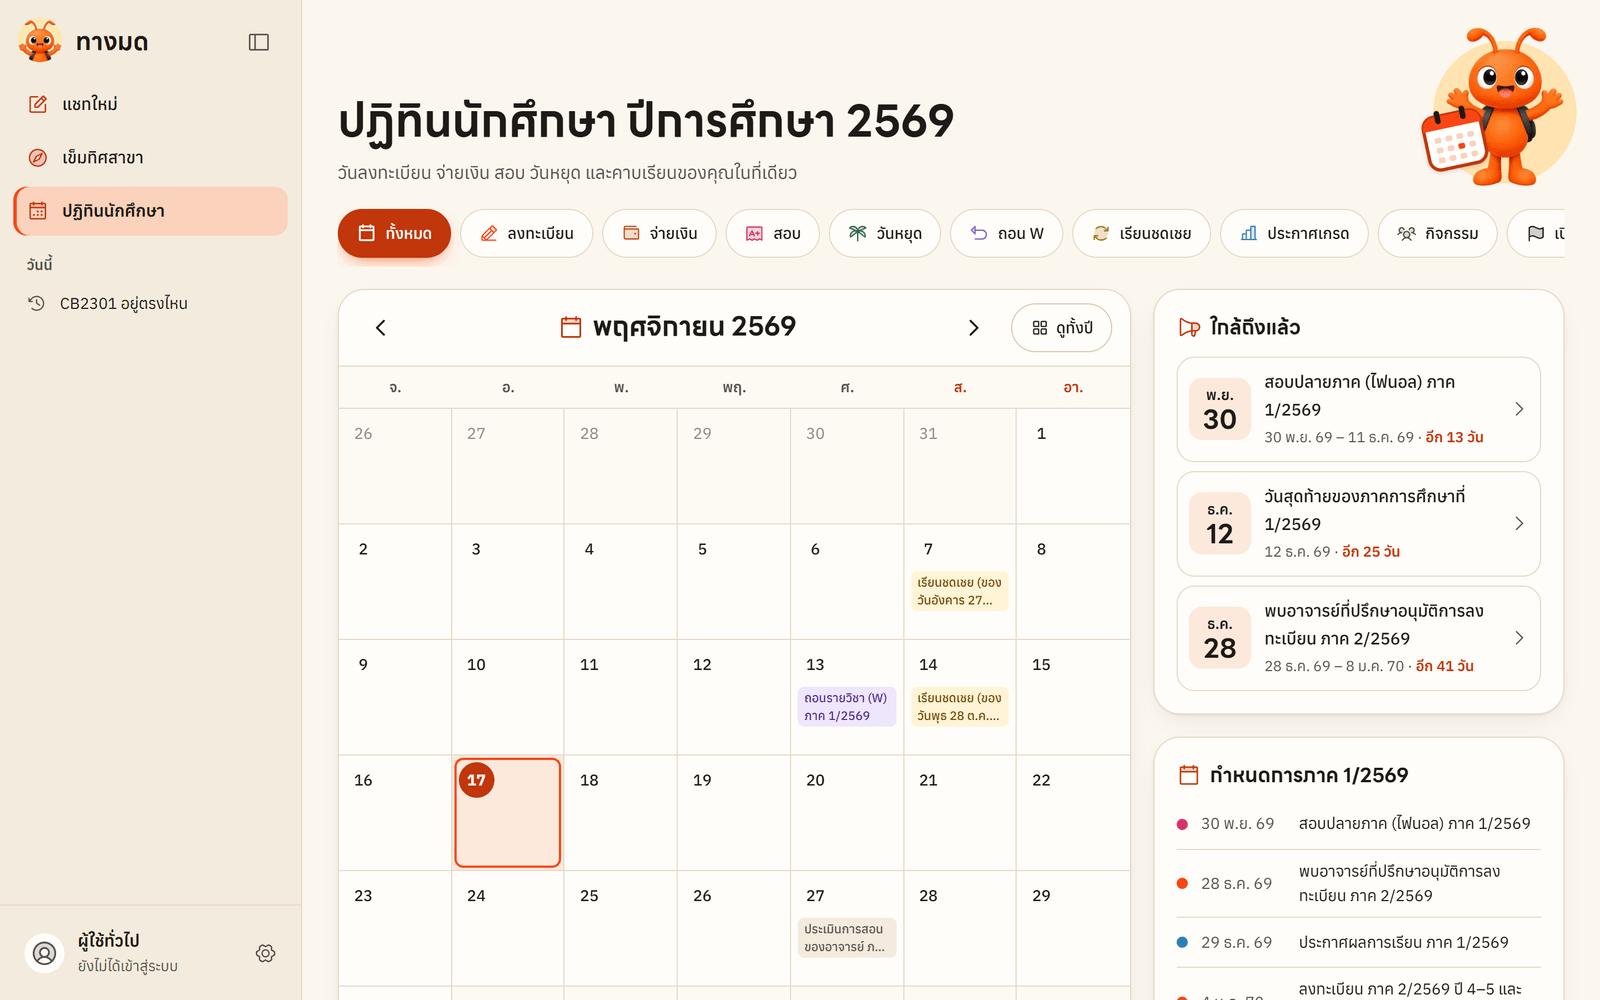 ทางมด
แชทใหม่
เข็มทิศสาขา
ปฏิทินนักศึกษา
วันนี้
CB2301 อยู่ตรงไหน
ผู้ใช้ทั่วไป
ยังไม่ได้เข้าสู่ระบบ
ปฏิทินนักศึกษา ปีการศึกษา 2569
วันลงทะเบียน จ่ายเงิน สอบ วันหยุด และคาบเรียนของคุณในที่เดียว
ทั้งหมด
ลงทะเบียน
จ่ายเงิน
A+ สอบ
วันหยุด
ถอน W
เรียนชดเชย
ประกาศเกรด
กิจกรรม
พฤศจิกายน 2569
ดูทั้งปี
จ. อ. พ. พฤ. ศ. ส. อา.
26 27 28 29 30 31 1
2 3 4 5 6 7 8
เรียนชดเชย (ของ
วันอังคาร 27...
9 10 11 12 13 14 15
ถอนรายวิชา (W)
ภาค 1/2569
เรียนชดเชย (ของ
วันพุธ 28 ต.ค....
16 17 18 19 20 21 22
23 24 25 26 27 28 29
ประเมินการสอน
ของอาจารย์ ภ...
ใกล้ถึงแล้ว
พ.ย.
30
สอบปลายภาค (ไฟนอล) ภาค
1/2569
30 พ.ย. 69 – 11 ธ.ค. 69 · อีก 13 วัน
ธ.ค.
12
วันสุดท้ายของภาคการศึกษาที่
1/2569
12 ธ.ค. 69 · อีก 25 วัน
ธ.ค.
28
พบอาจารย์ที่ปรึกษาอนุมัติการลง
ทะเบียน ภาค 2/2569
28 ธ.ค. 69 – 8 ม.ค. 70 · อีก 41 วัน
กำหนดการภาค 1/2569
30 พ.ย. 69 สอบปลายภาค (ไฟนอล) ภาค 1/2569
28 ธ.ค. 69 พบอาจารย์ที่ปรึกษาอนุมัติการลง
ทะเบียน ภาค 2/2569
29 ธ.ค. 69 ประกาศผลการเรียน ภาค 1/2569
ลงทะเบียน ภาค 2/2569 ปี 4–5 และ